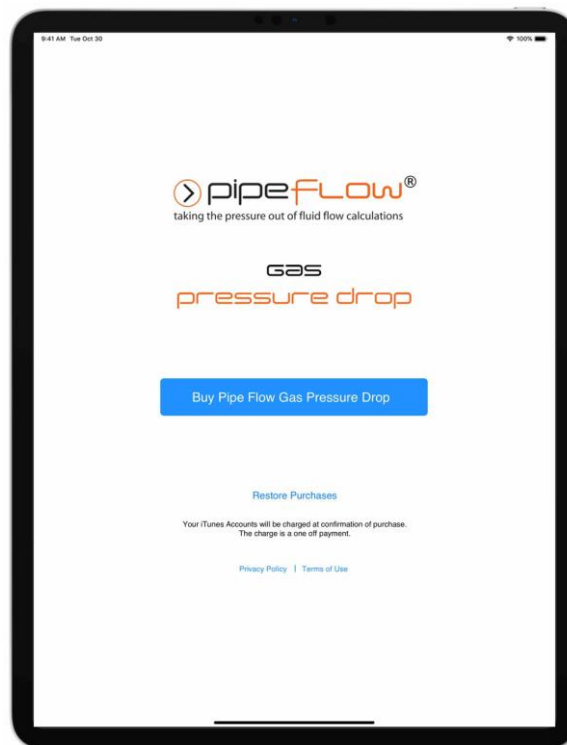 9:41 AM Tue Oct 30
100%
pipeFLOW®
taking the pressure out of fluid flow calculations
Gas
pressure drop
Buy Pipe Flow Gas Pressure Drop
Restore Purchases
Your iTunes Accounts will be charged at confirmation of purchase.
The charge is a one off payment.
Privacy Policy | Terms of Use